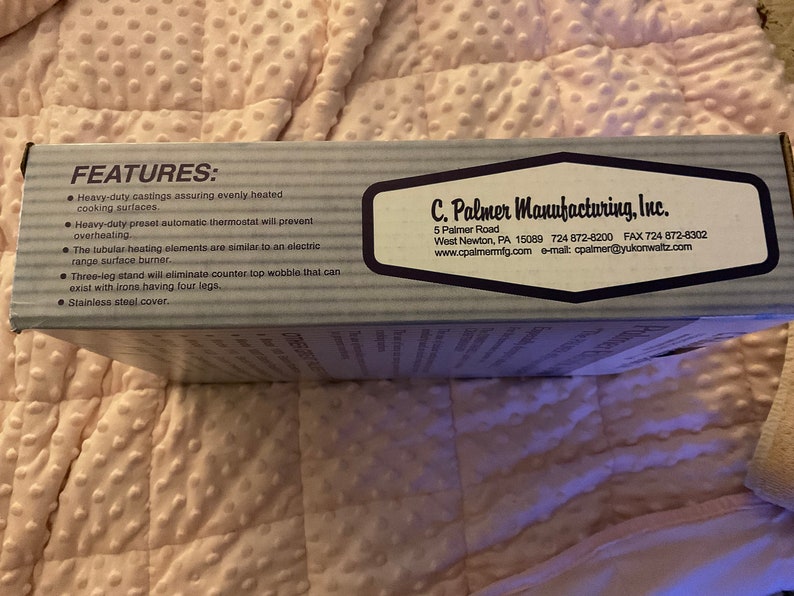 FEATURES:
● Heavy-duty castings assuring evenly heated
cooking surfaces.
● Heavy-duty preset automatic thermostat will prevent
overheating.
● The tubular heating elements are similar to an electric
range surface burner.
● Three-leg stand will eliminate counter top wobble that can
exist with irons having four legs.
● Stainless steel cover.
C. Palmer Manufacturing, Inc.
5 Palmer Road
West Newton, PA 15089 724 872-8200 FAX 724 872-8302
www.cpalmermfg.com e-mail: cpalmer@yukonwaltz.com